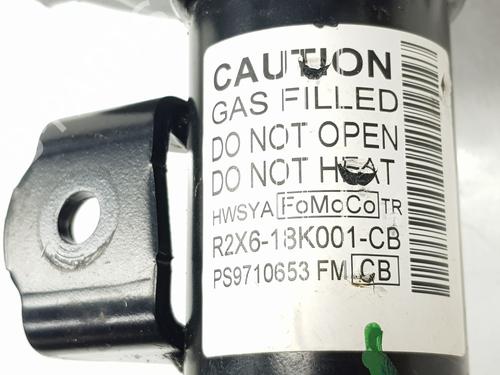 CAUTION
GAS FILLED
DO NOT OPEN
DO NOT HEAT
HWSYA FoMoCo TR
R2X6-18K001-CB
PS9710653 FM CB